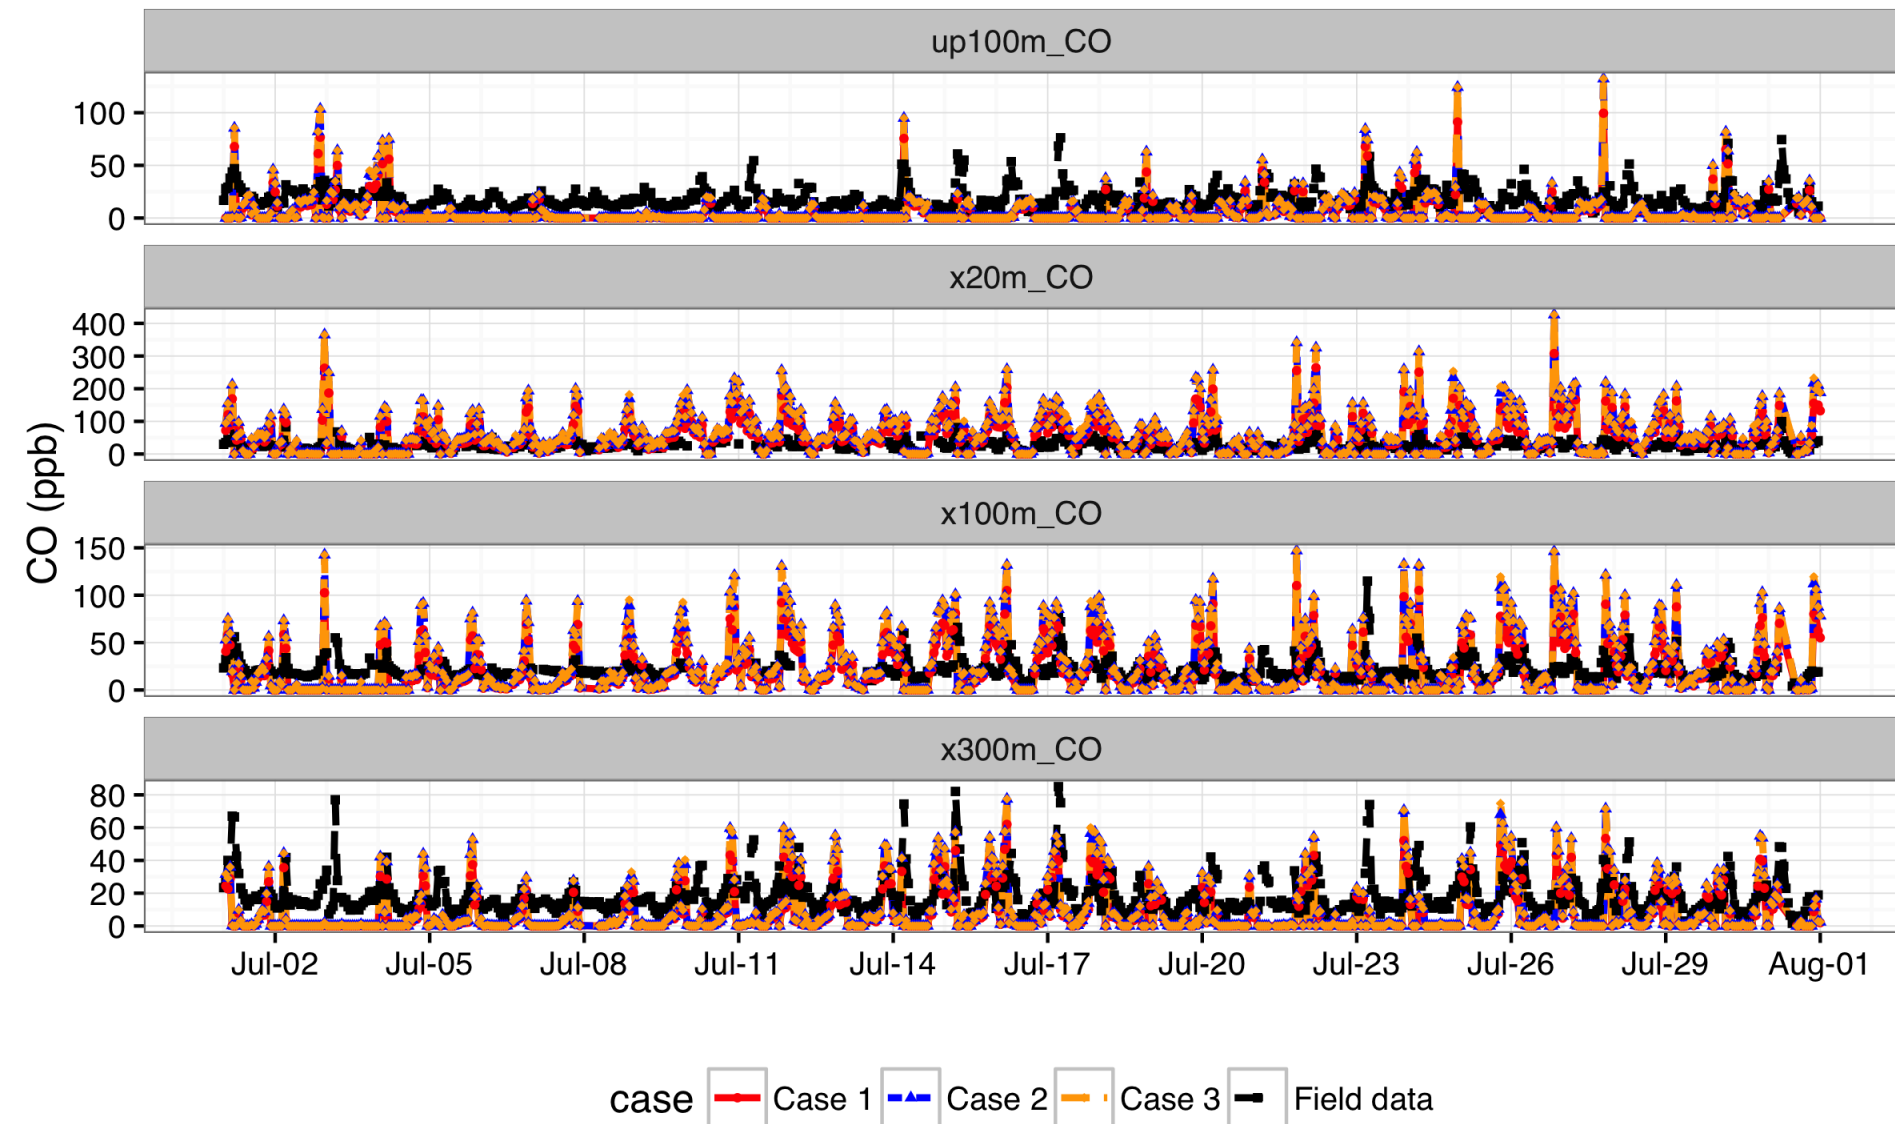 up100m_CO
100
50
0
x20m_CO
400
300
200
100
0
CO (ppb)
x100m_CO
150
100
50
0
x300m_CO
80
60
40
20
0
Jul-02 Jul-05 Jul-08 Jul-11 Jul-14 Jul-17 Jul-20 Jul-23 Jul-26 Jul-29 Aug-01
case Case 1 Case 2 Case 3 Field data